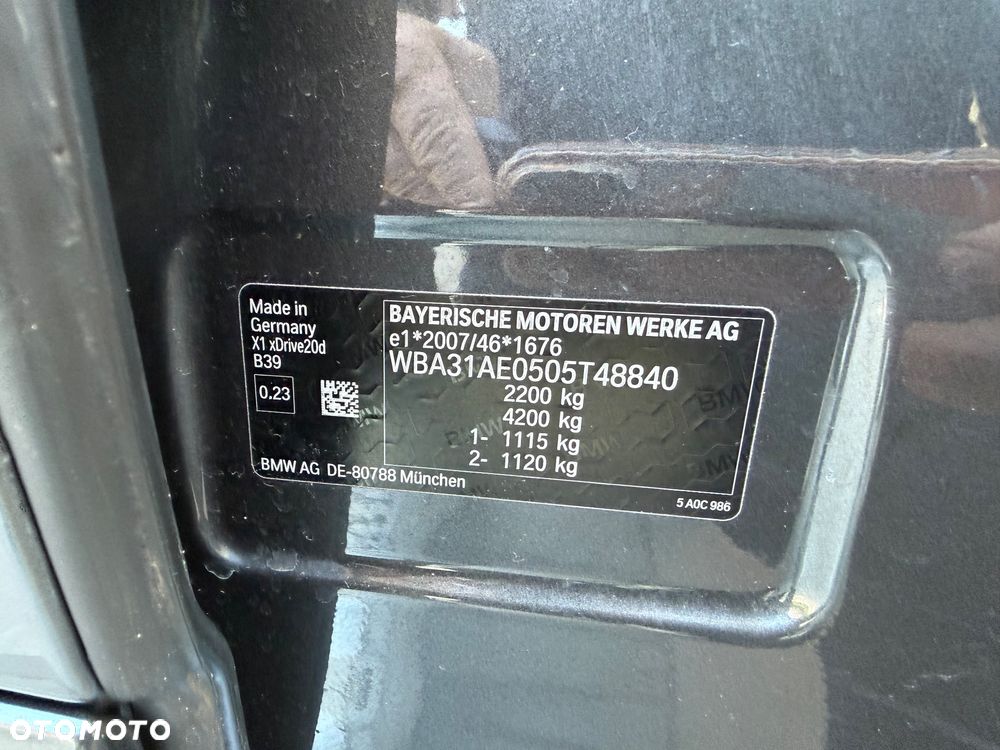 Made in
Germany
X1 xDrive20d
B39
0.23
BAYERISCHE MOTOREN WERKE AG
e1*2007/46*1676
WBA31AE0505T48840
2200 kg
4200 kg
1- 1115 kg
2- 1120 kg
BMW AG DE-80788 München
5 A0C 986
OTOMOTO